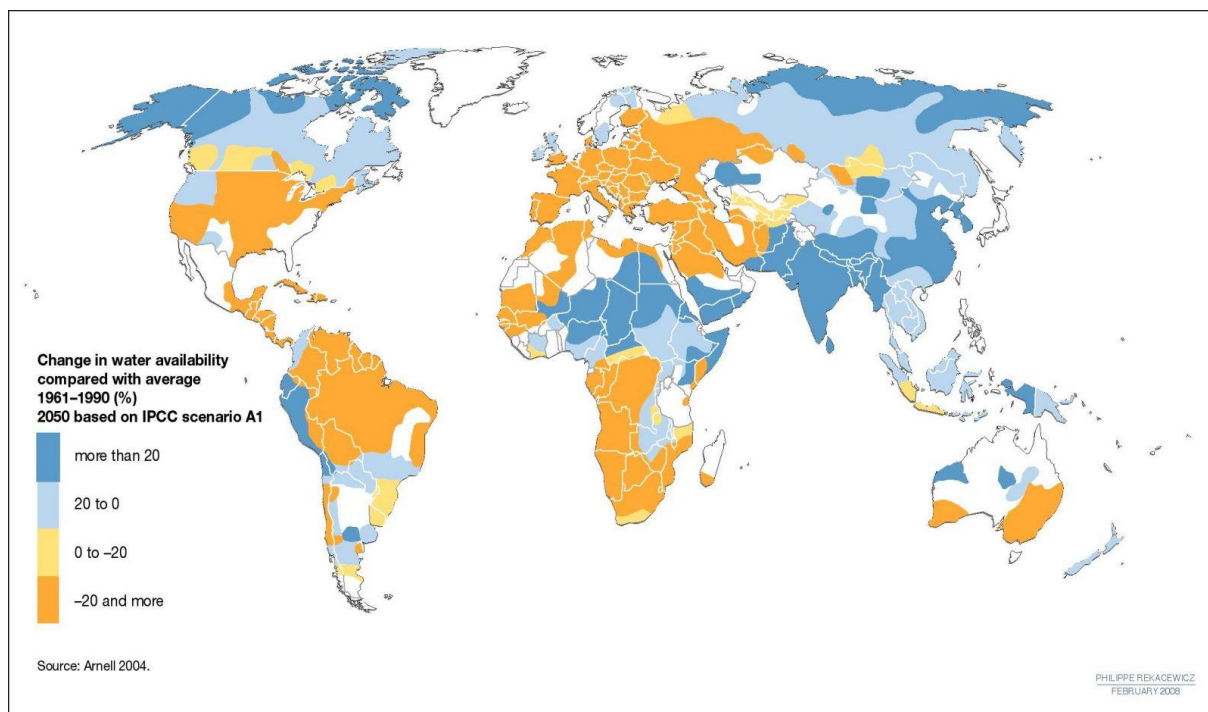 Change in water availability
compared with average
1961–1990 (%)
2050 based on IPCC scenario A1
more than 20
20 to 0
0 to –20
–20 and more
Source: Arnell 2004.
PHILIPPE REKACEWICZ
FEBRUARY 2008